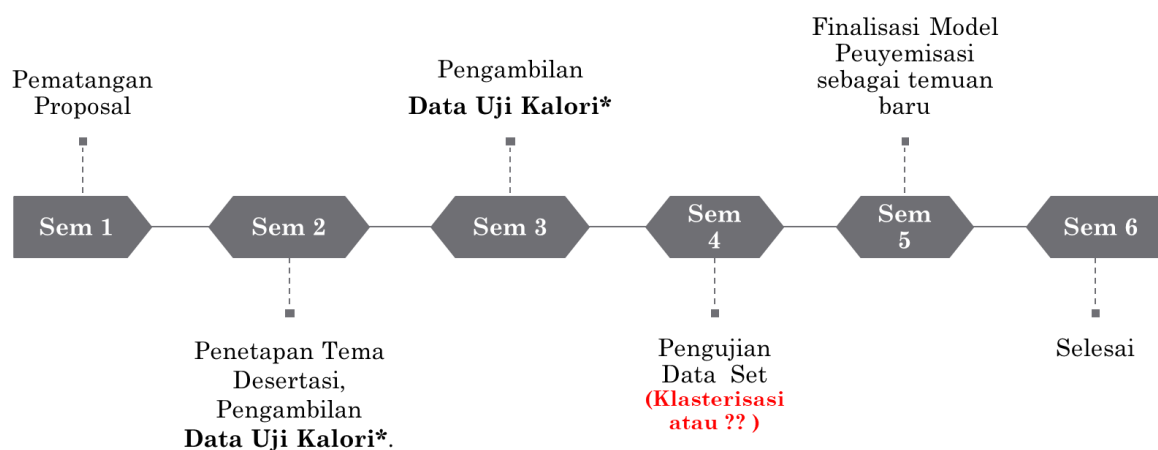 Pematangan
Proposal
Pengambilan
Data Uji Kalori*
Finalisasi Model
Peuyemisasi
sebagai temuan
baru
Sem 1
Sem 2
Sem 3
Sem
4
Sem
5
Sem 6
Penetapan Tema
Desertasi,
Pengambilan
Data Uji Kalori*.
Pengujian
Data Set
(Klasterisasi
atau ?? )
Selesai